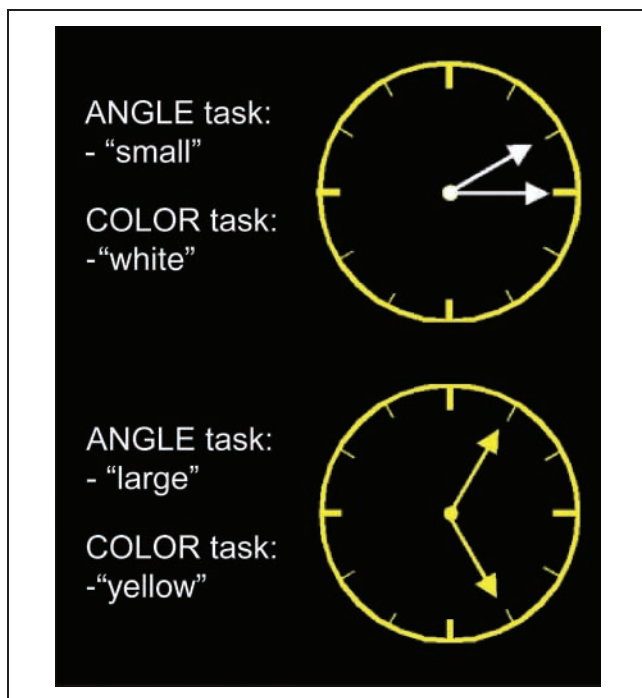 ANGLE task:
- “small”
COLOR task:
-“white”
ANGLE task:
- “large”
COLOR task:
-“yellow”